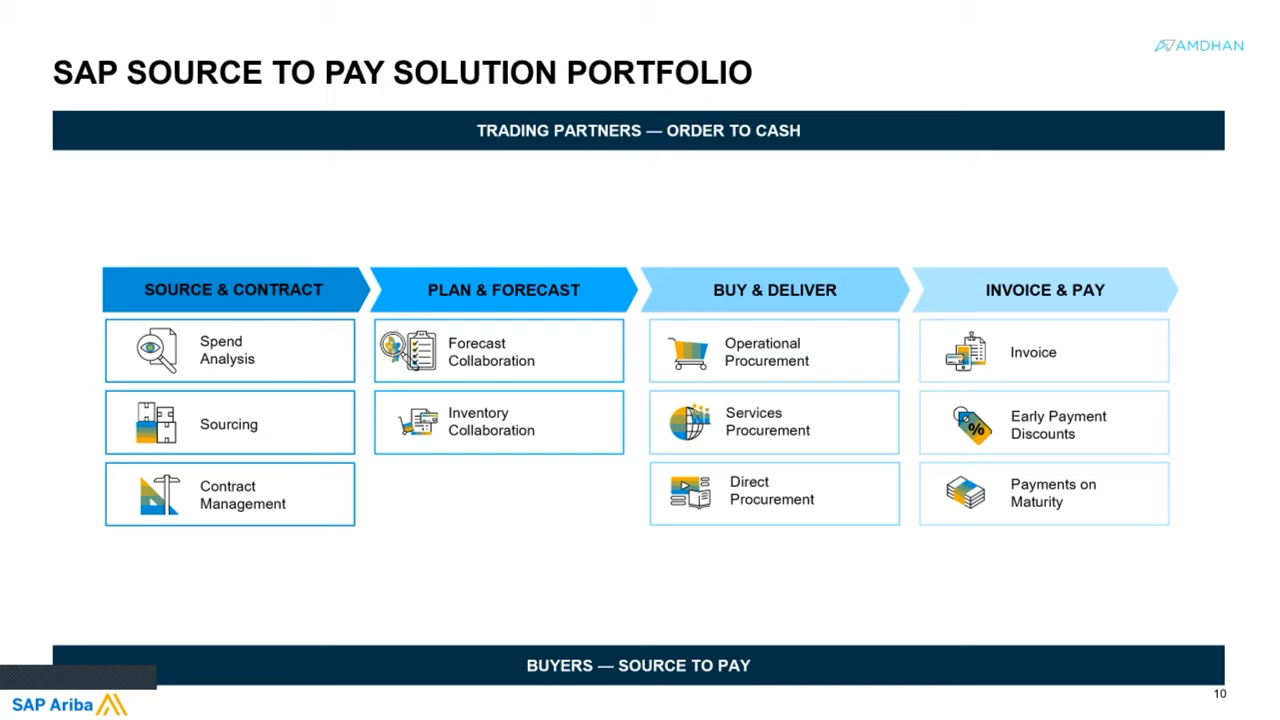 AMDHAN
SAP SOURCE TO PAY SOLUTION PORTFOLIO
TRADING PARTNERS — ORDER TO CASH
SOURCE & CONTRACT
PLAN & FORECAST
BUY & DELIVER
INVOICE & PAY
Spend
Analysis
Forecast
Collaboration
Operational
Procurement
Invoice
Sourcing
Inventory
Collaboration
Services
Procurement
%
Early Payment
Discounts
Contract
Management
Direct
Procurement
Payments on
Maturity
BUYERS — SOURCE TO PAY
SAP Ariba
10